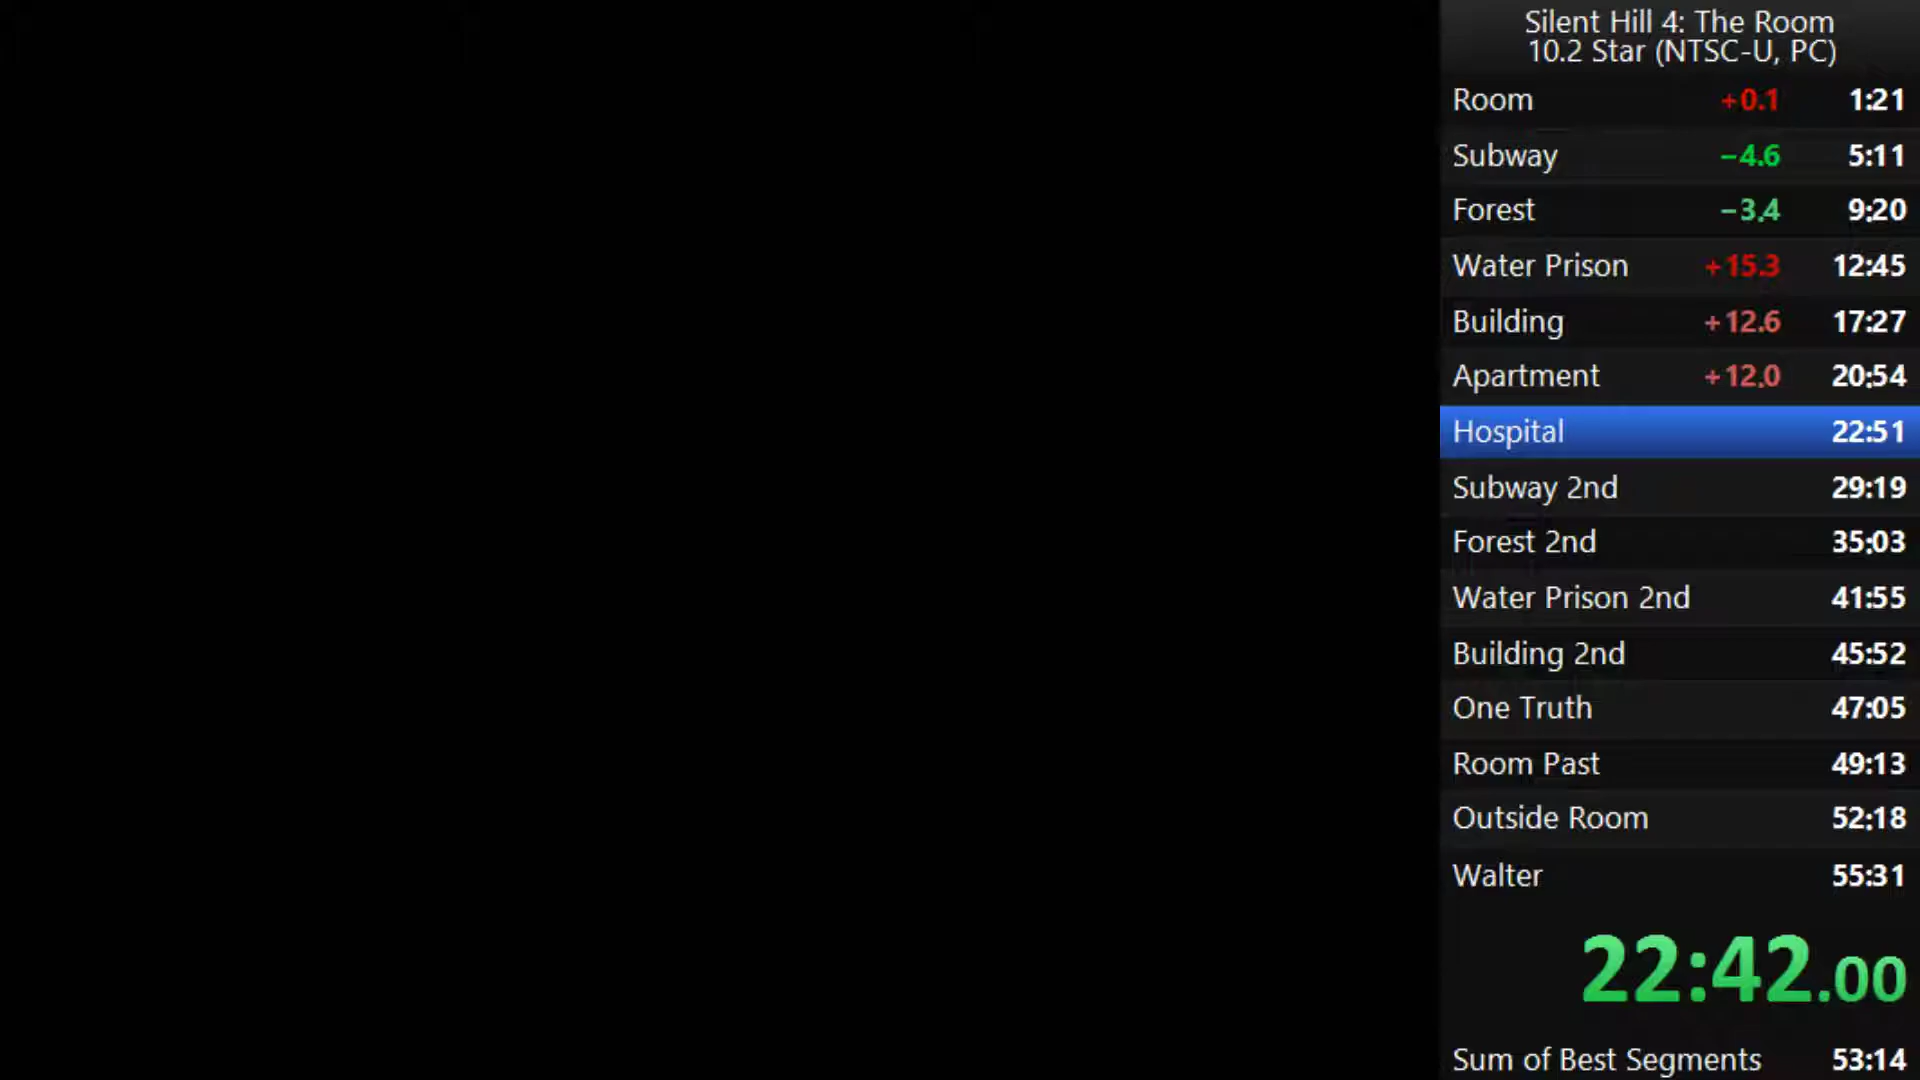 Silent Hill 4: The Room
10.2 Star (NTSC-U, PC)
Room +0.1 1:21
Subway −4.6 5:11
Forest −3.4 9:20
Water Prison +15.3 12:45
Building +12.6 17:27
Apartment +12.0 20:54
Hospital 22:51
Subway 2nd 29:19
Forest 2nd 35:03
Water Prison 2nd 41:55
Building 2nd 45:52
One Truth 47:05
Room Past 49:13
Outside Room 52:18
Walter 55:31
22:42.00
Sum of Best Segments 53:14